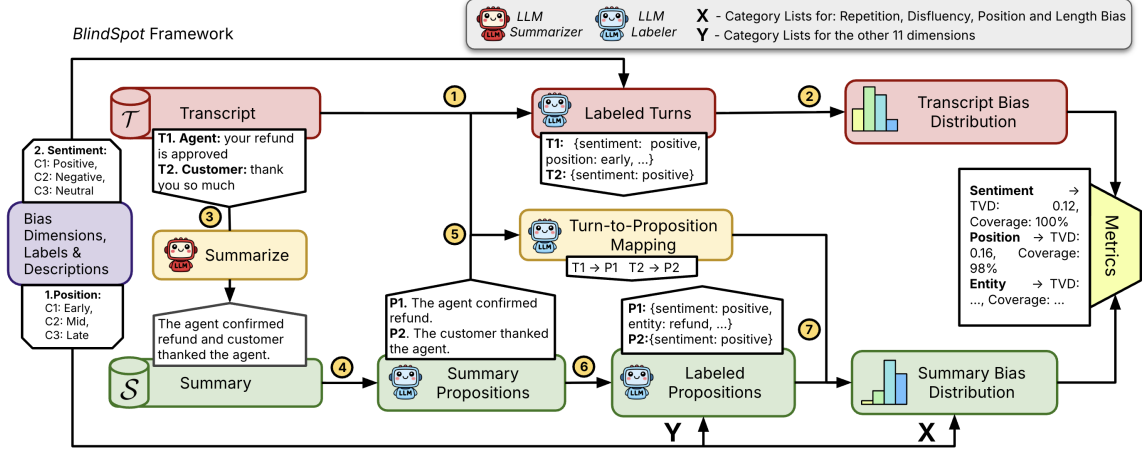 BlindSpot Framework
LLM
Summarizer
LLM
LLM
Labeler
LLM
X - Category Lists for: Repetition, Disfluency, Position and Length Bias
Y - Category Lists for the other 11 dimensions
1
2
T
Transcript
T1. Agent: your refund
is approved
T2. Customer: thank
you so much
LLM
Labeled Turns
T1: {sentiment: positive,
position: early, ...}
T2: {sentiment: positive}
Transcript Bias
Distribution
2. Sentiment:
C1: Positive,
C2: Negative,
C3: Neutral
Bias
Dimensions,
Labels &
Descriptions
1.Position:
C1: Early,
C2: Mid,
C3: Late
3
LLM
Summarize
The agent confirmed
refund and customer
thanked the agent.
5
LLM
Turn-to-Proposition
Mapping
T1 → P1 T2 → P2
P1. The agent confirmed
refund.
P2. The customer thanked
the agent.
P1: {sentiment: positive,
entity: refund, ...}
P2:{sentiment: positive}
7
Sentiment →
TVD: 0.12,
Coverage: 100%
Position → TVD:
0.16, Coverage:
98%
Entity → TVD:
..., Coverage: ...
Metrics
S
Summary
4
LLM
Summary
Propositions
6
LLM
Labeled
Propositions
Summary Bias
Distribution
Y
X